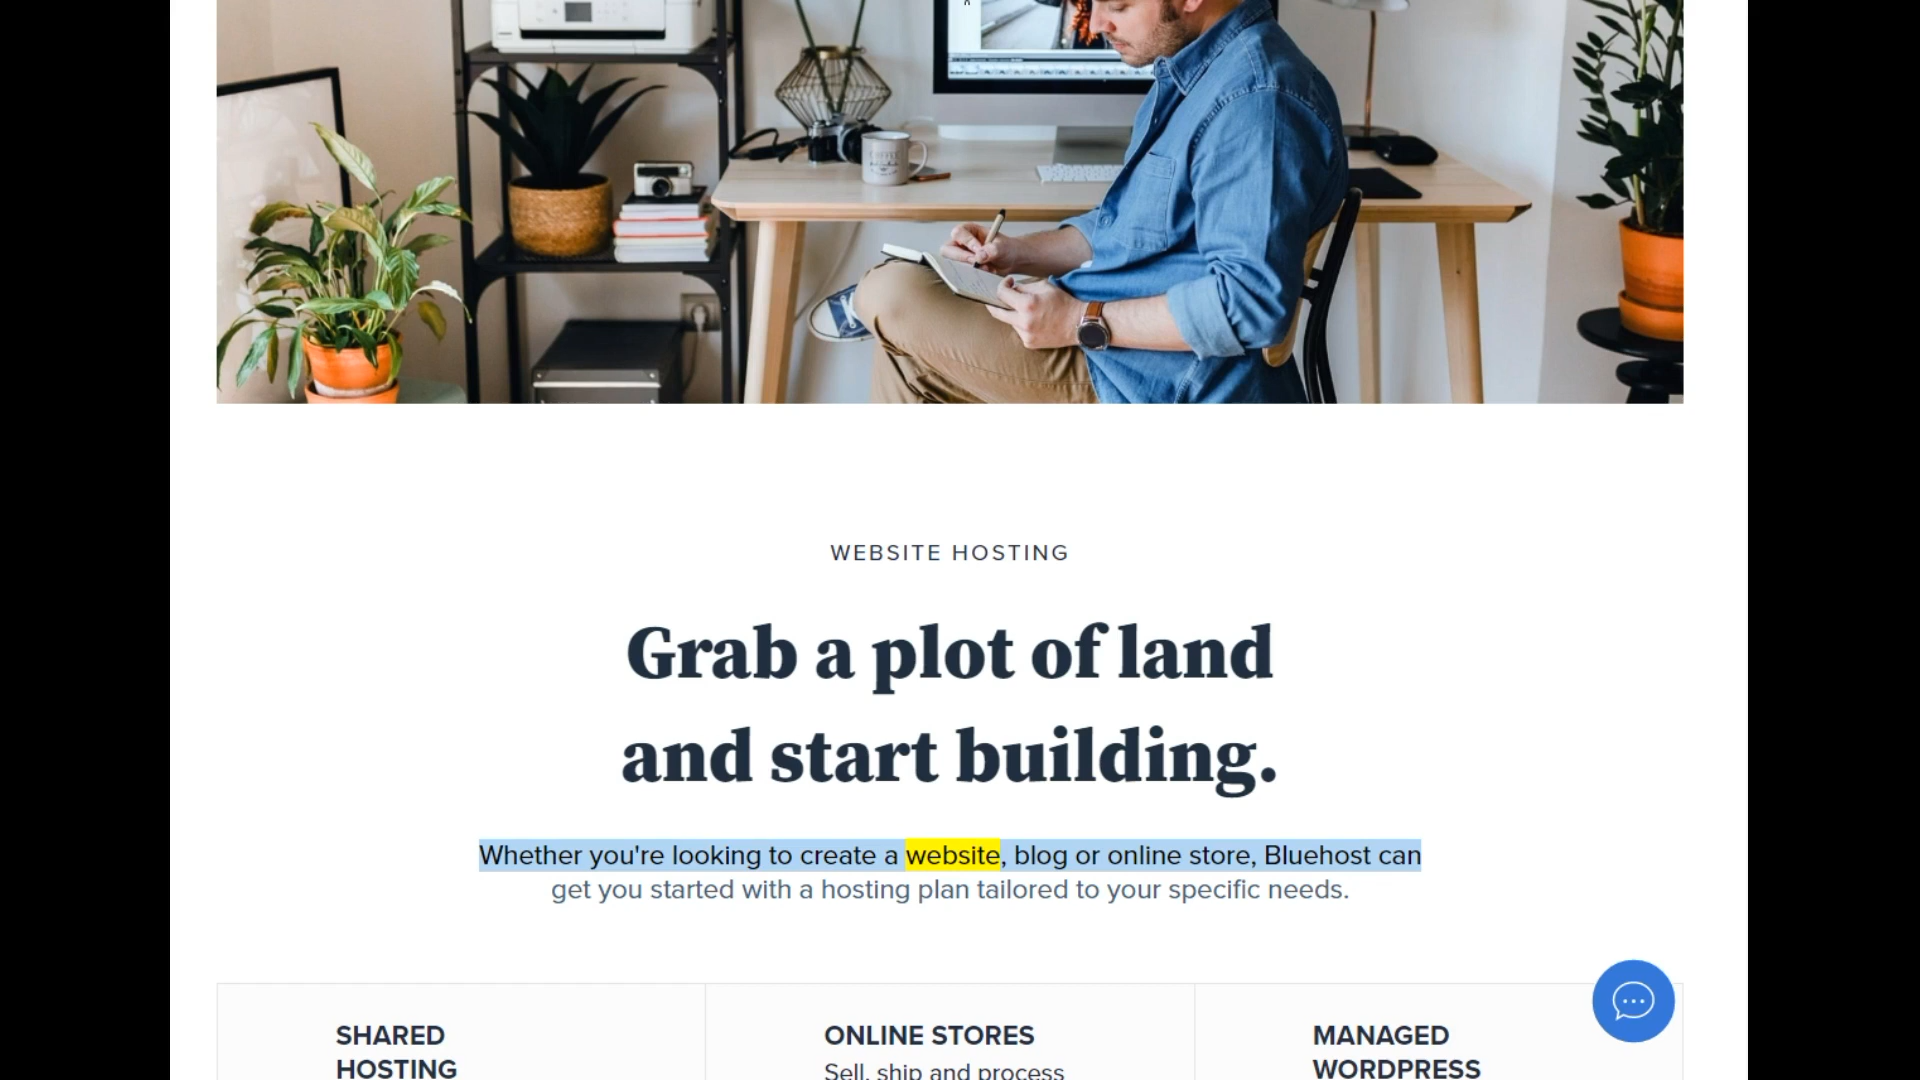 COFFEE
WEBSITE HOSTING
Grab a plot of land
and start building.
Whether you're looking to create a website, blog or online store, Bluehost can
get you started with a hosting plan tailored to your specific needs.
SHARED
HOSTING
ONLINE STORES
Sell, ship and process
MANAGED
WORDPRESS